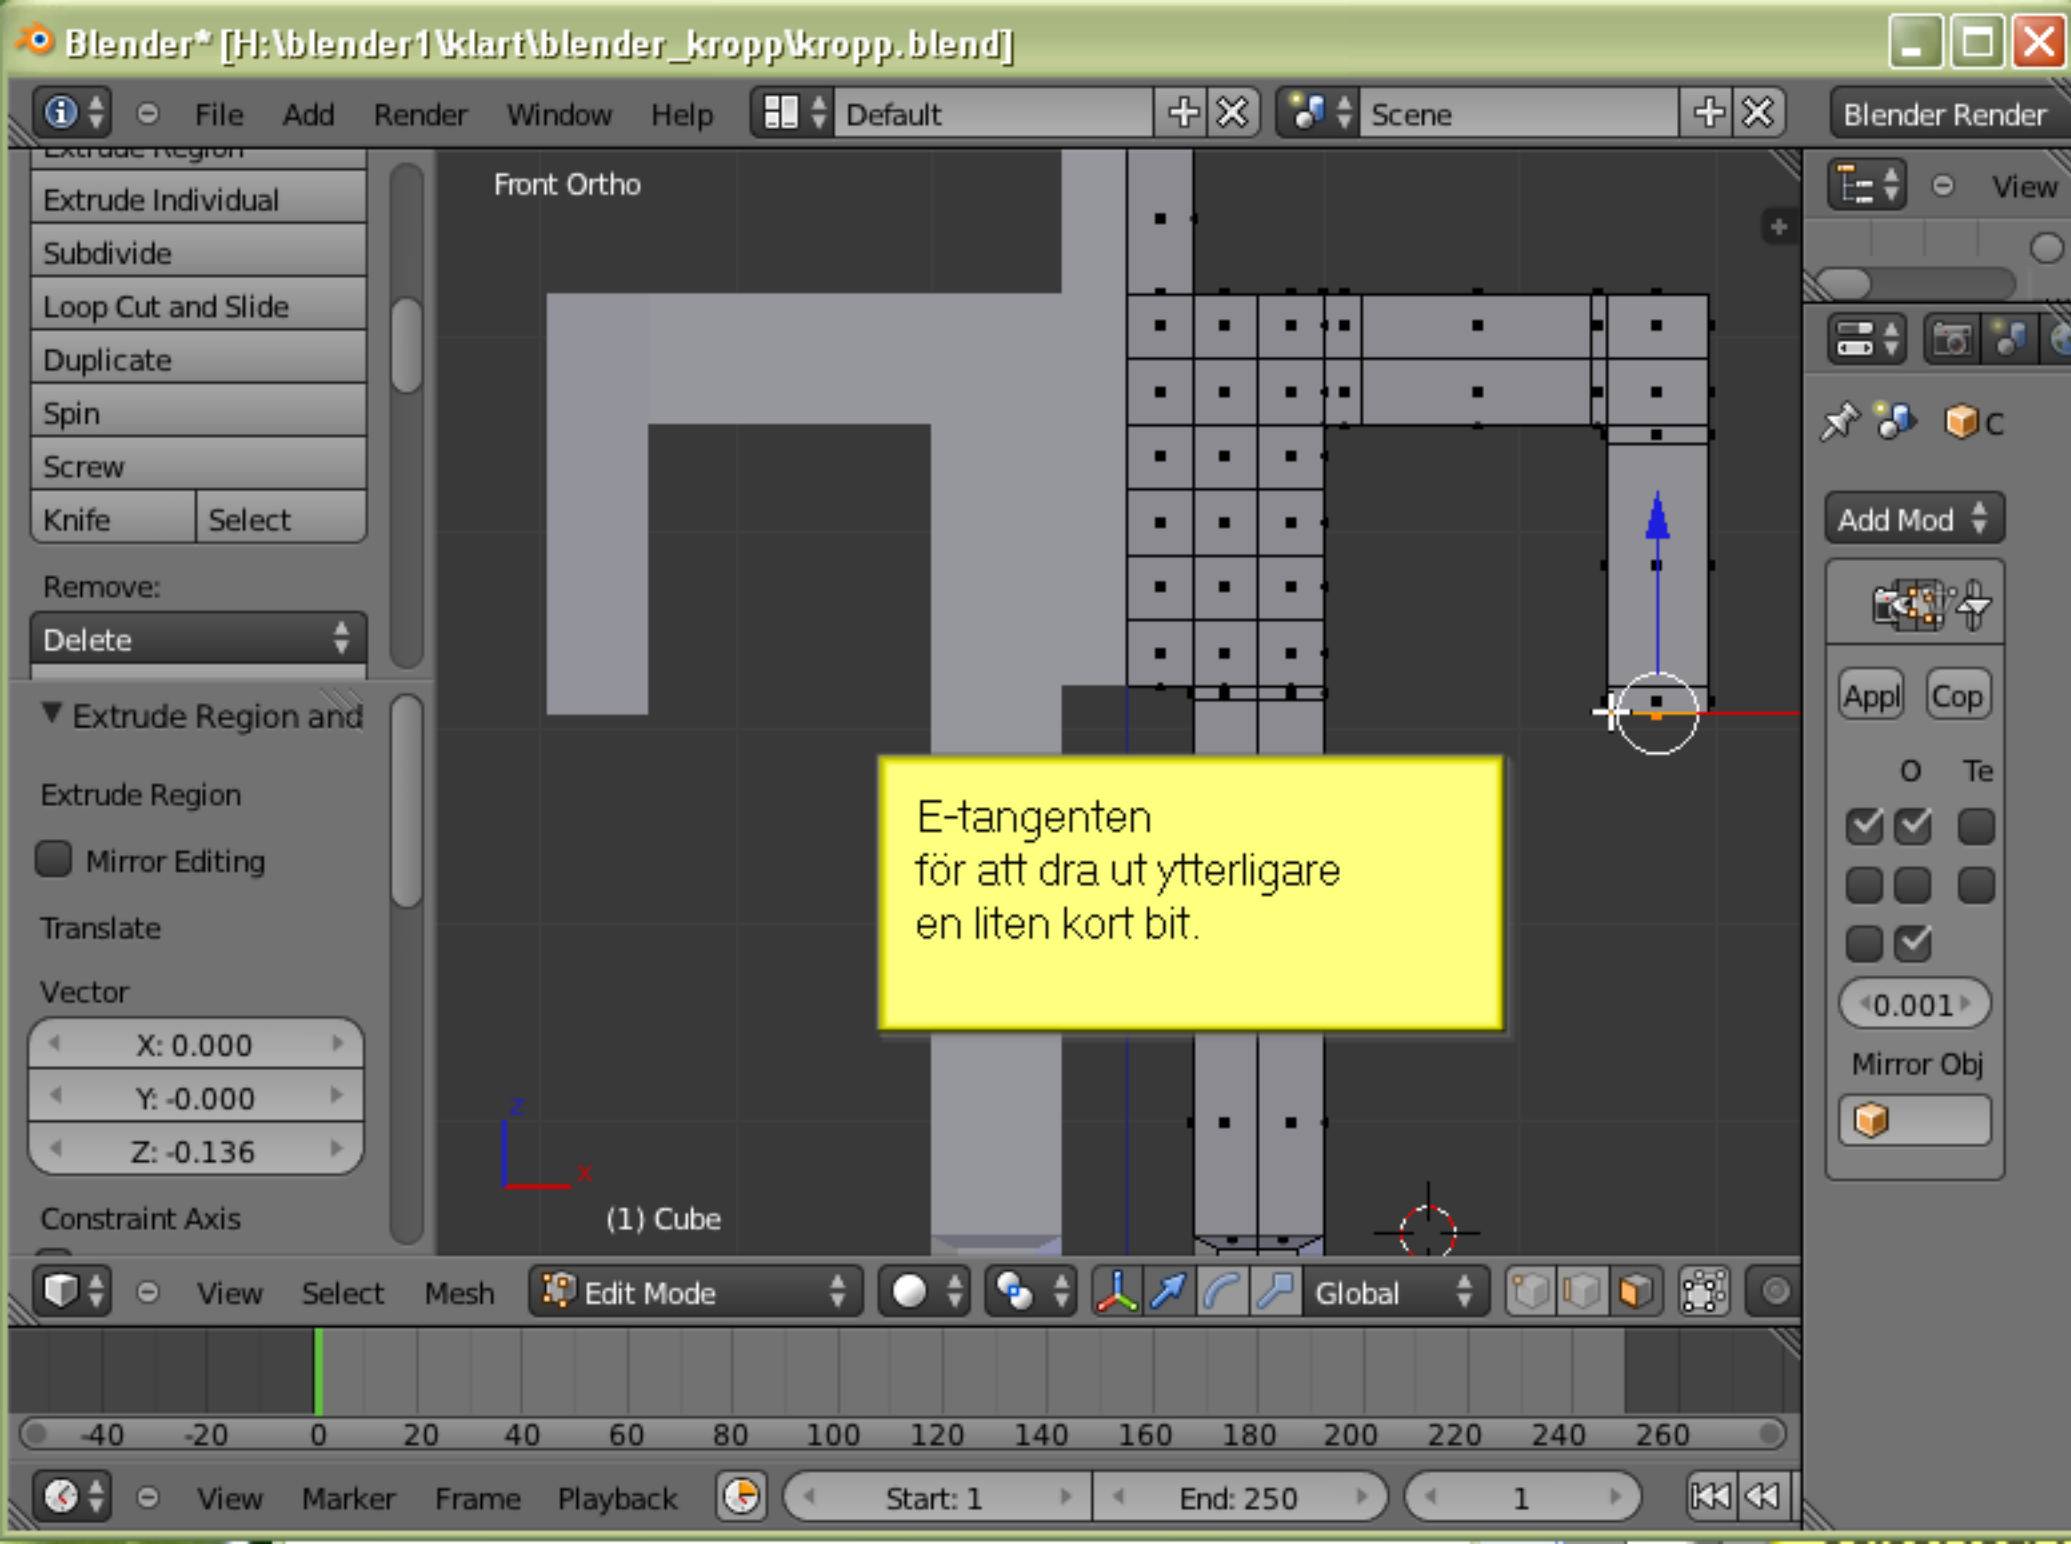 Blender* [H:\blender1\klart\blender_kropp\kropp.blend]
File Add Render Window Help Default Scene Blender Render
Extrude Region
Extrude Individual
Subdivide
Loop Cut and Slide
Duplicate
Spin
Screw
Knife Select
Remove:
Delete
Extrude Region and
Extrude Region
Mirror Editing
Translate
Vector
X: 0.000
Y: -0.000
Z: -0.136
Constraint Axis
Front Ortho
E-tangenten
för att dra ut ytterligare
en liten kort bit.
z
x
(1) Cube
View
C
Add Mod
Appl Cop
O Te
0.001
Mirror Obj
View Select Mesh Edit Mode Global
-40 -20 0 20 40 60 80 100 120 140 160 180 200 220 240 260
View Marker Frame Playback Start: 1 End: 250 1